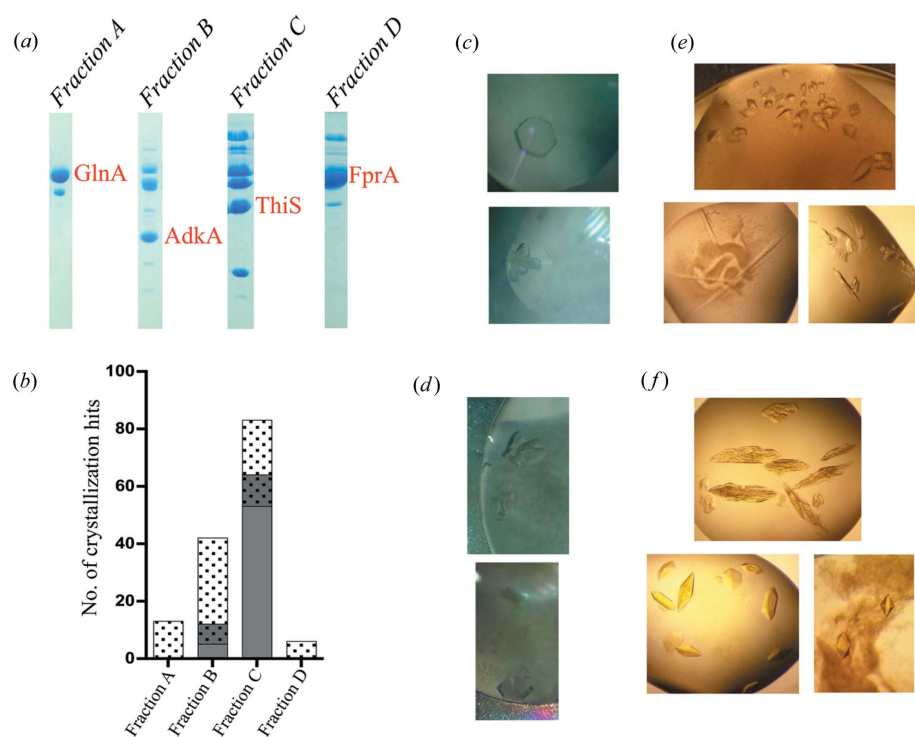 (a)
Fraction A
Fraction B
Fraction C
Fraction D
GlnA
AdkA
ThiS
FprA
(b)
No. of crystallization hits
100
80
60
40
20
0
Fraction A
Fraction B
Fraction C
Fraction D
(c)
(d)
(e)
(f)